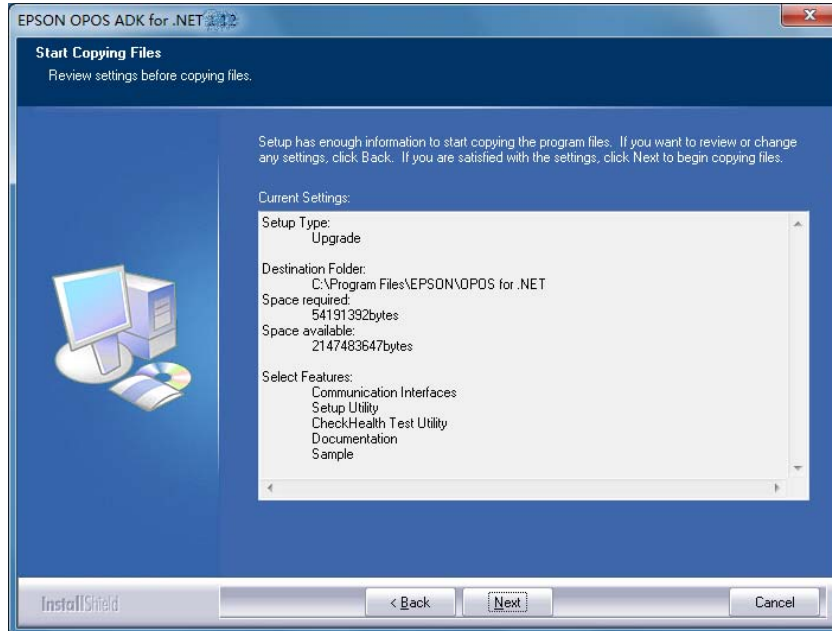 EPSON OPOS ADK for .NET
Start Copying Files
Review settings before copying files.
Setup has enough information to start copying the program files. If you want to review or change
any settings, click Back. If you are satisfied with the settings, click Next to begin copying files.
Current Settings:
Setup Type:
Upgrade
Destination Folder:
C:\Program Files\EPSON\OPOS for .NET
Space required:
54191392bytes
Space available:
2147483647bytes
Select Features:
Communication Interfaces
Setup Utility
CheckHealth Test Utility
Documentation
Sample
InstallShield
< Back
Next
Cancel